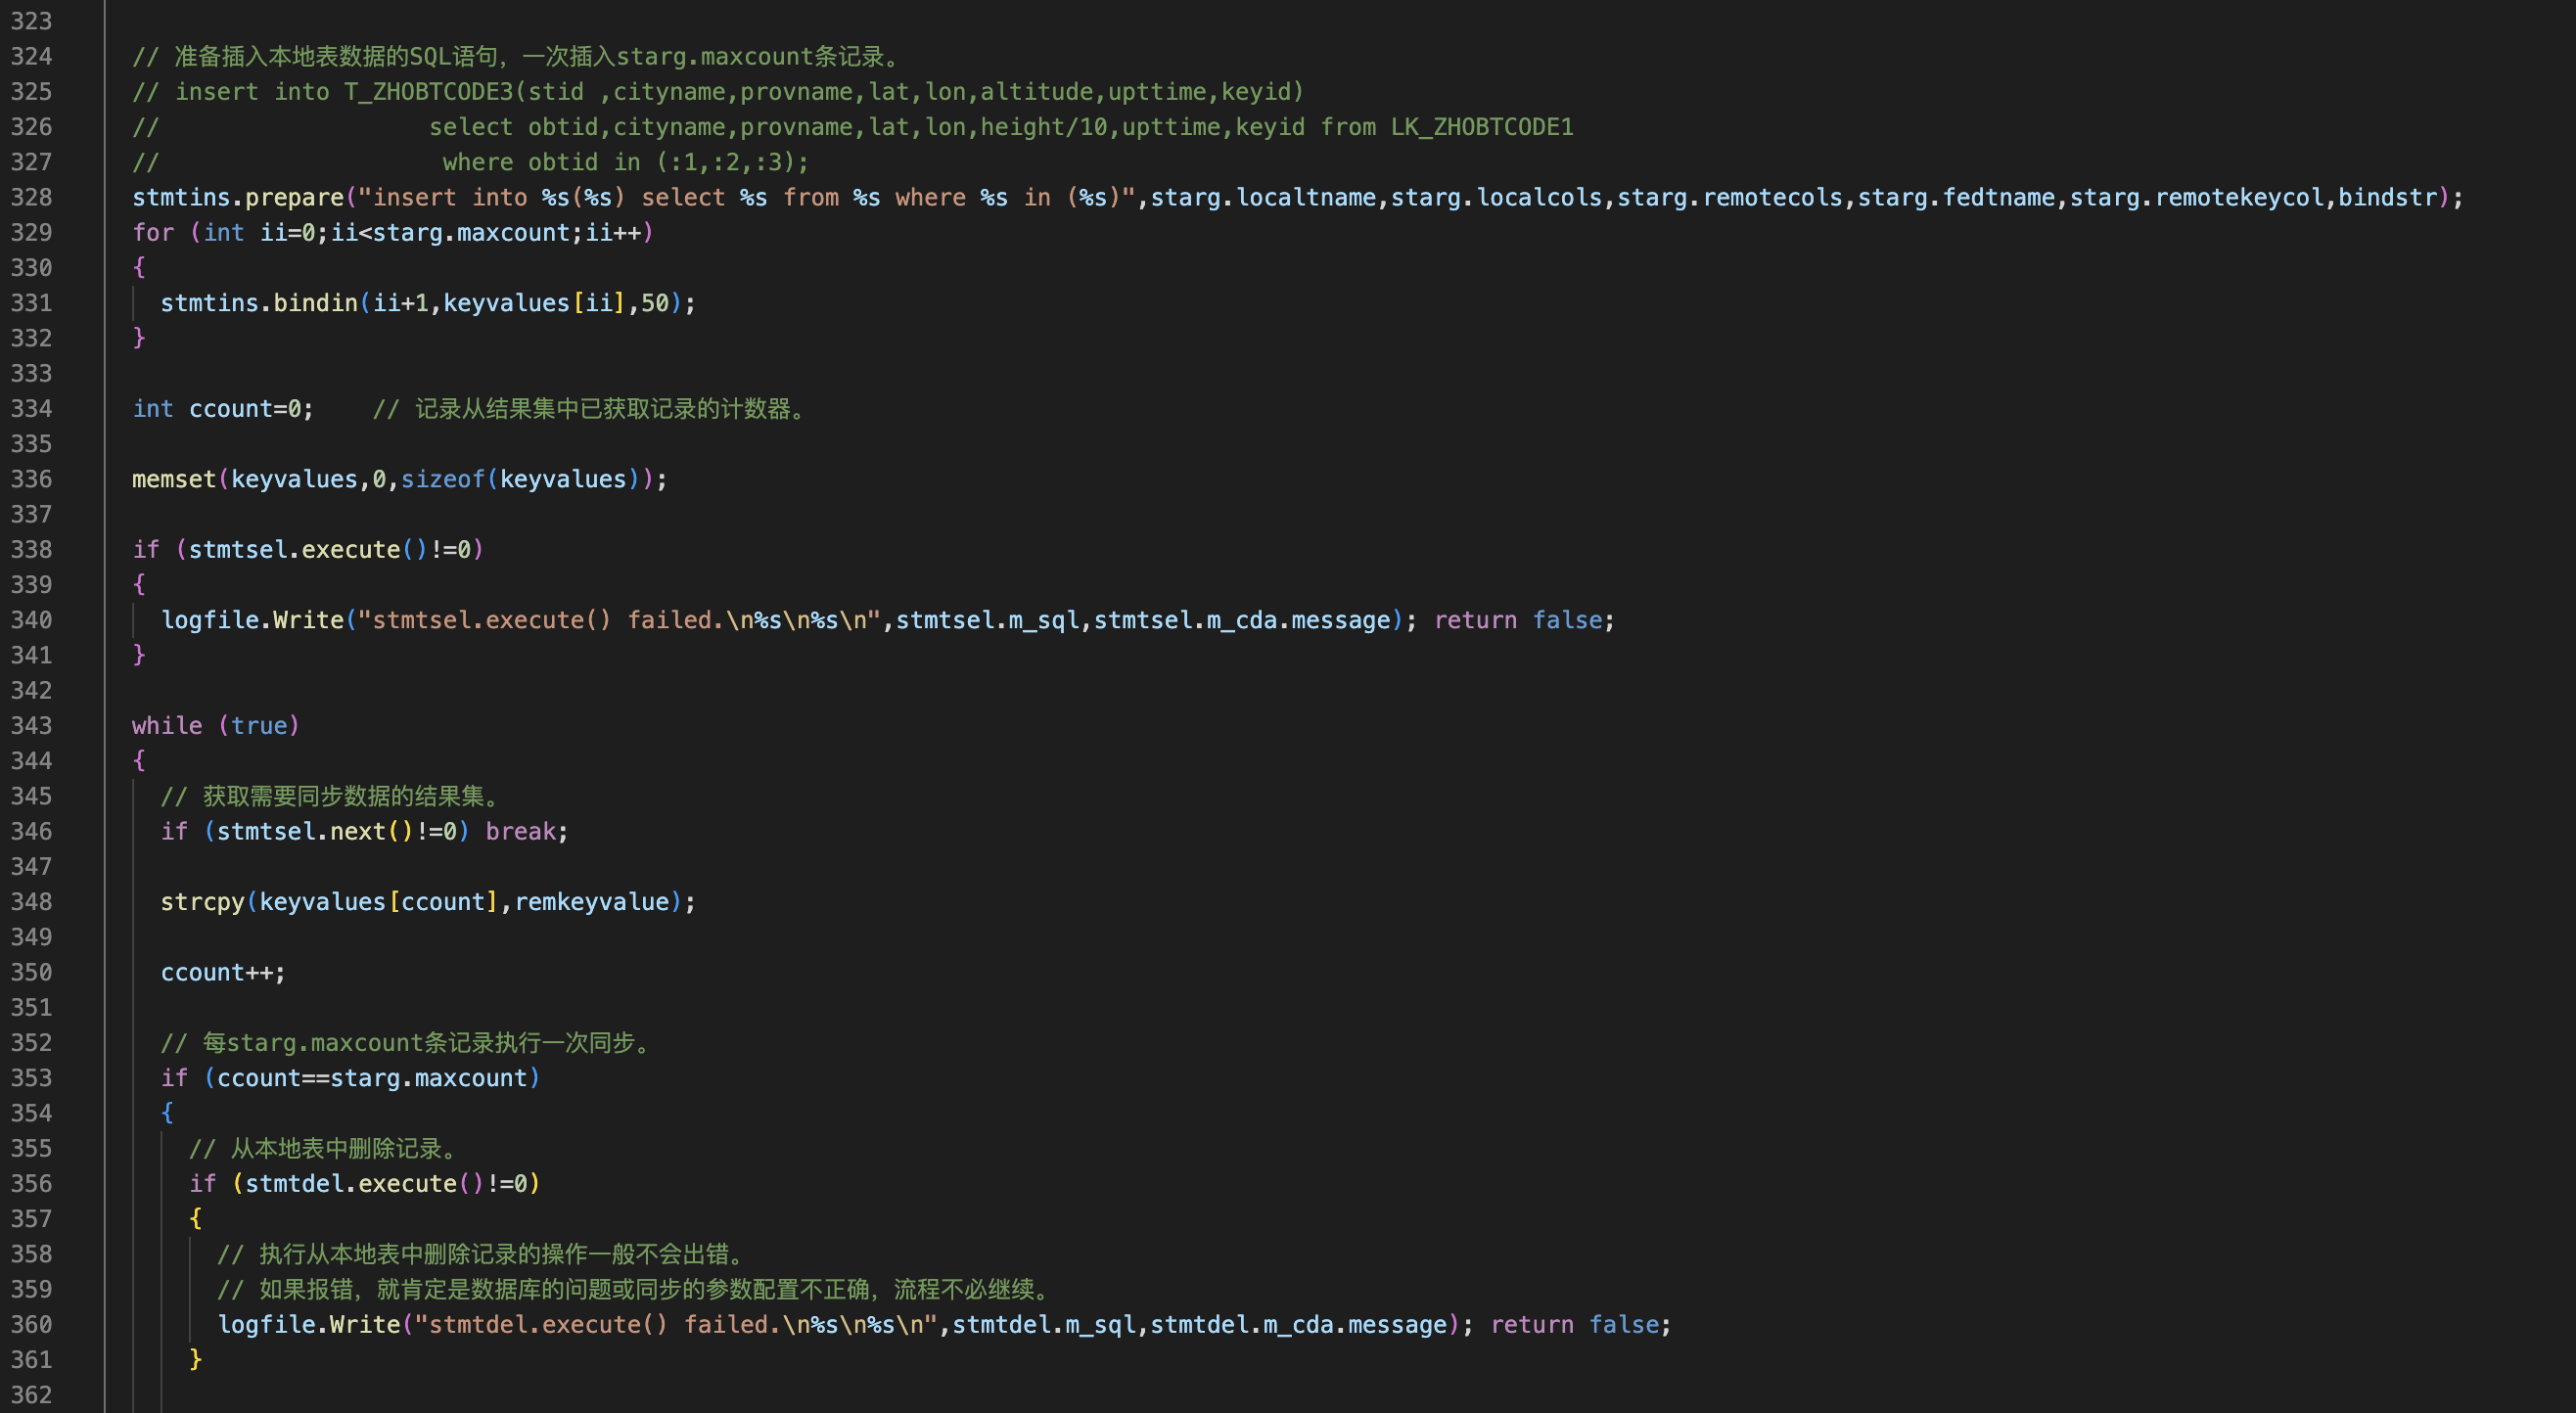 323
324 // 准备插入本地表数据的SQL语句，一次插入starg.maxcount条记录。
325 // insert into T_ZHOBTCODE3(stid ,cityname,provname,lat,lon,altitude,upttime,keyid)
326 //                   select obtid,cityname,provname,lat,lon,height/10,upttime,keyid from LK_ZHOBTCODE1
327 //                    where obtid in (:1,:2,:3);
328 stmtins.prepare("insert into %s(%s) select %s from %s where %s in (%s)",starg.localtname,starg.localcols,starg.remotecols,starg.fedtname,starg.remotekeycol,bindstr);
329 for (int ii=0;ii<starg.maxcount;ii++)
330 {
331   stmtins.bindin(ii+1,keyvalues[ii],50);
332 }
333
334 int ccount=0;    // 记录从结果集中已获取记录的计数器。
335
336 memset(keyvalues,0,sizeof(keyvalues));
337
338 if (stmtsel.execute()!=0)
339 {
340   logfile.Write("stmtsel.execute() failed.\n%s\n%s\n",stmtsel.m_sql,stmtsel.m_cda.message); return false;
341 }
342
343 while (true)
344 {
345   // 获取需要同步数据的结果集。
346   if (stmtsel.next()!=0) break;
347
348   strcpy(keyvalues[ccount],remkeyvalue);
349
350   ccount++;
351
352   // 每starg.maxcount条记录执行一次同步。
353   if (ccount==starg.maxcount)
354   {
355     // 从本地表中删除记录。
356     if (stmtdel.execute()!=0)
357     {
358       // 执行从本地表中删除记录的操作一般不会出错。
359       // 如果报错，就肯定是数据库的问题或同步的参数配置不正确，流程不必继续。
360       logfile.Write("stmtdel.execute() failed.\n%s\n%s\n",stmtdel.m_sql,stmtdel.m_cda.message); return false;
361     }
362